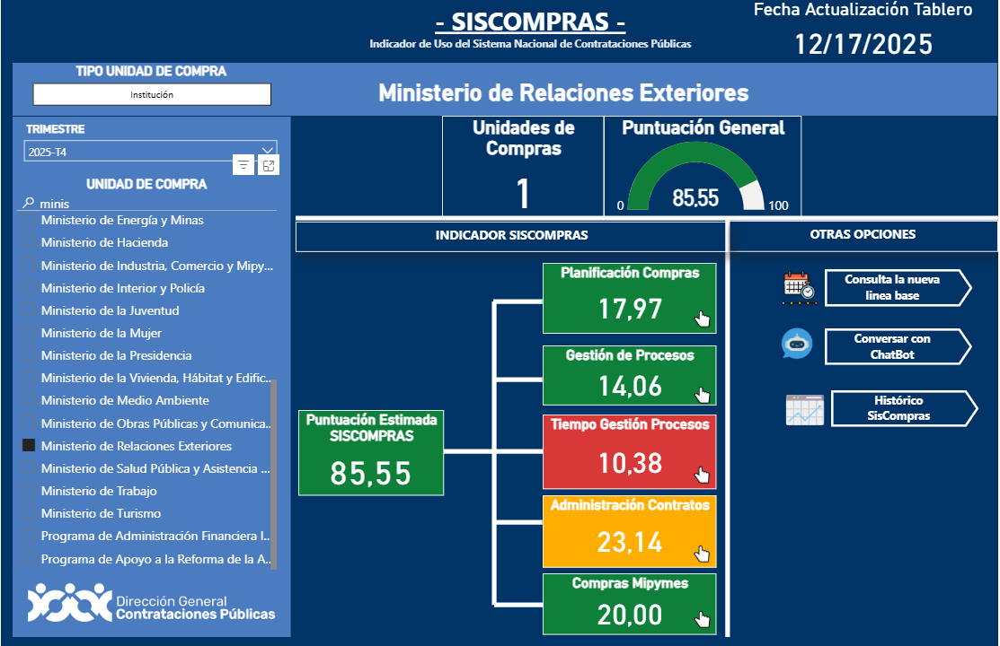 - SISCOMPRAS -
Indicador de Uso del Sistema Nacional de Contrataciones Públicas
Fecha Actualización Tablero
12/17/2025
TIPO UNIDAD DE COMPRA
Institución
Ministerio de Relaciones Exteriores
TRIMESTRE
2025-T4
UNIDAD DE COMPRA
minis
Ministerio de Energía y Minas
Ministerio de Hacienda
Ministerio de Industria, Comercio y Mipy...
Ministerio de Interior y Policía
Ministerio de la Juventud
Ministerio de la Mujer
Ministerio de la Presidencia
Ministerio de la Vivienda, Hábitat y Edific...
Ministerio de Medio Ambiente
Ministerio de Obras Públicas y Comunica...
Ministerio de Relaciones Exteriores
Ministerio de Salud Pública y Asistencia ...
Ministerio de Trabajo
Ministerio de Turismo
Programa de Administración Financiera I...
Programa de Apoyo a la Reforma de la A...
Dirección General
Contrataciones Públicas
Unidades de
Compras
1
Puntuación General
0
85,55
100
INDICADOR SISCOMPRAS
Puntuación Estimada
SISCOMPRAS
85,55
Planificación Compras
17,97
Gestión de Procesos
14,06
Tiempo Gestión Procesos
10,38
Administración Contratos
23,14
Compras Mipymes
20,00
OTRAS OPCIONES
Consulta la nueva
linea base
Conversar con
ChatBot
Histórico
SisCompras